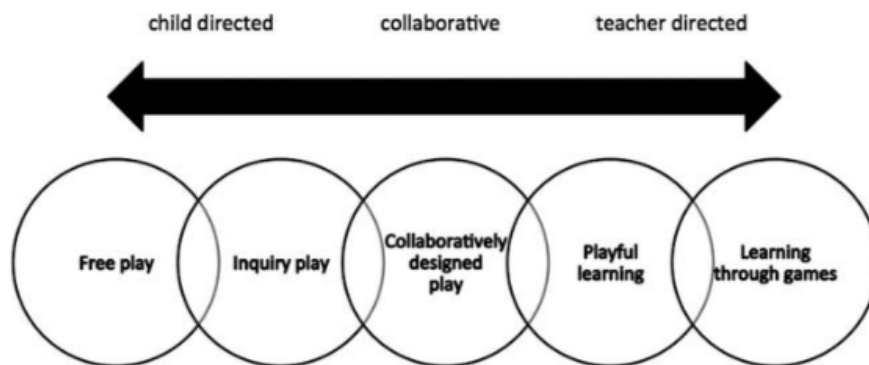 child directed collaborative teacher directed
Free play
Inquiry play
Collaboratively
designed
play
Playful
learning
Learning
through games